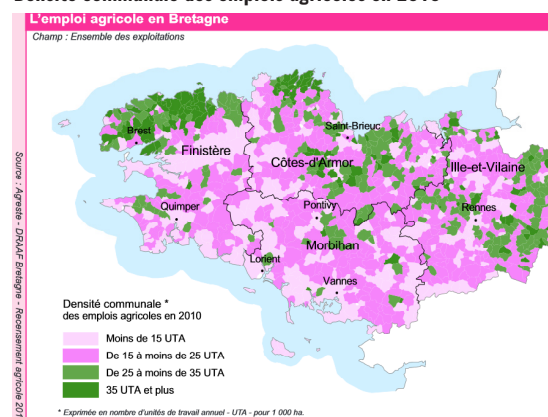 L'emploi agricole en Bretagne
Champ : Ensemble des exploitations
Brest
Saint-Brieuc
Finistère
Côtes-d'Armor
Ille-et-Vilaine
Quimper
Pontivy
Rennes
Morbihan
Lorient
Vannes
Densité communale *
des emplois agricoles en 2010
Moins de 15 UTA
De 15 à moins de 25 UTA
De 25 à moins de 35 UTA
35 UTA et plus
* Exprimée en nombre d'unités de travail annuel - UTA - pour 1 000 ha.
Source : Agreste - DRAAF Bretagne - Recensement agricole